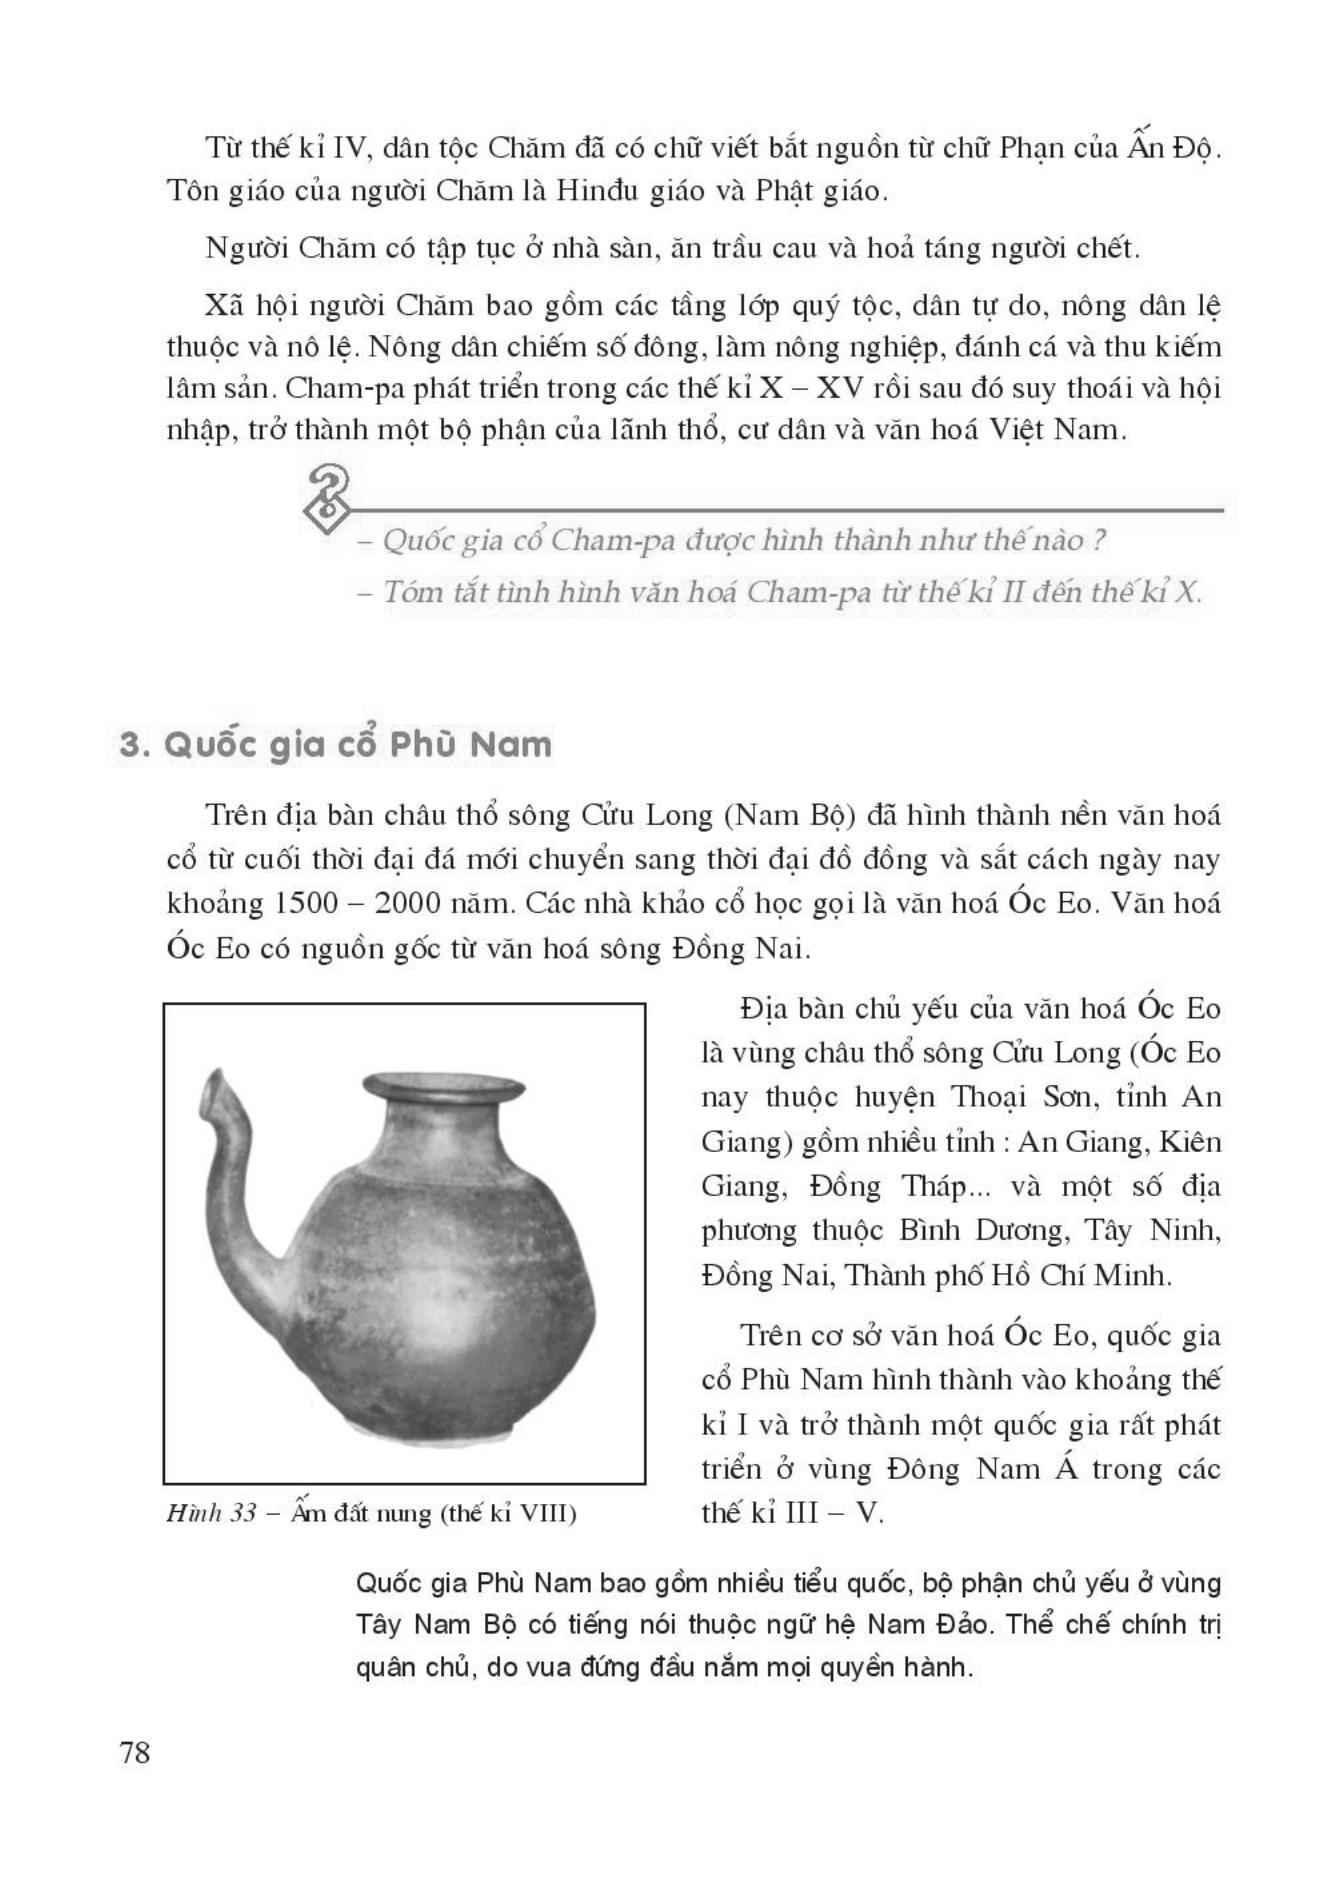 Từ thế kỉ IV, dân tộc Chăm đã có chữ viết bắt nguồn từ chữ Phạn của Ấn Độ.
Tôn giáo của người Chăm là Hinđu giáo và Phật giáo.
Người Chăm có tập tục ở nhà sàn, ăn trầu cau và hoả táng người chết.
Xã hội người Chăm bao gồm các tầng lớp quý tộc, dân tự do, nông dân lệ
thuộc và nô lệ. Nông dân chiếm số đông, làm nông nghiệp, đánh cá và thu kiếm
lâm sản. Cham-pa phát triển trong các thế kỉ X – XV rồi sau đó suy thoái và hội
nhập, trở thành một bộ phận của lãnh thổ, cư dân và văn hoá Việt Nam.
– Quốc gia cổ Cham-pa được hình thành như thế nào ?
– Tóm tắt tình hình văn hoá Cham-pa từ thế kỉ II đến thế kỉ X.
3. Quốc gia cổ Phù Nam
Trên địa bàn châu thổ sông Cửu Long (Nam Bộ) đã hình thành nền văn hoá
cổ từ cuối thời đại đá mới chuyển sang thời đại đồ đồng và sắt cách ngày nay
khoảng 1500 – 2000 năm. Các nhà khảo cổ học gọi là văn hoá Óc Eo. Văn hoá
Óc Eo có nguồn gốc từ văn hoá sông Đồng Nai.
Địa bàn chủ yếu của văn hoá Óc Eo
là vùng châu thổ sông Cửu Long (Óc Eo
nay thuộc huyện Thoại Sơn, tỉnh An
Giang) gồm nhiều tỉnh : An Giang, Kiên
Giang, Đồng Tháp... và một số địa
phương thuộc Bình Dương, Tây Ninh,
Đồng Nai, Thành phố Hồ Chí Minh.
Trên cơ sở văn hoá Óc Eo, quốc gia
cổ Phù Nam hình thành vào khoảng thế
kỉ I và trở thành một quốc gia rất phát
triển ở vùng Đông Nam Á trong các
thế kỉ III – V.
Hình 33 – Ấm đất nung (thế kỉ VIII)
Quốc gia Phù Nam bao gồm nhiều tiểu quốc, bộ phận chủ yếu ở vùng
Tây Nam Bộ có tiếng nói thuộc ngữ hệ Nam Đảo. Thể chế chính trị
quân chủ, do vua đứng đầu nắm mọi quyền hành.
78